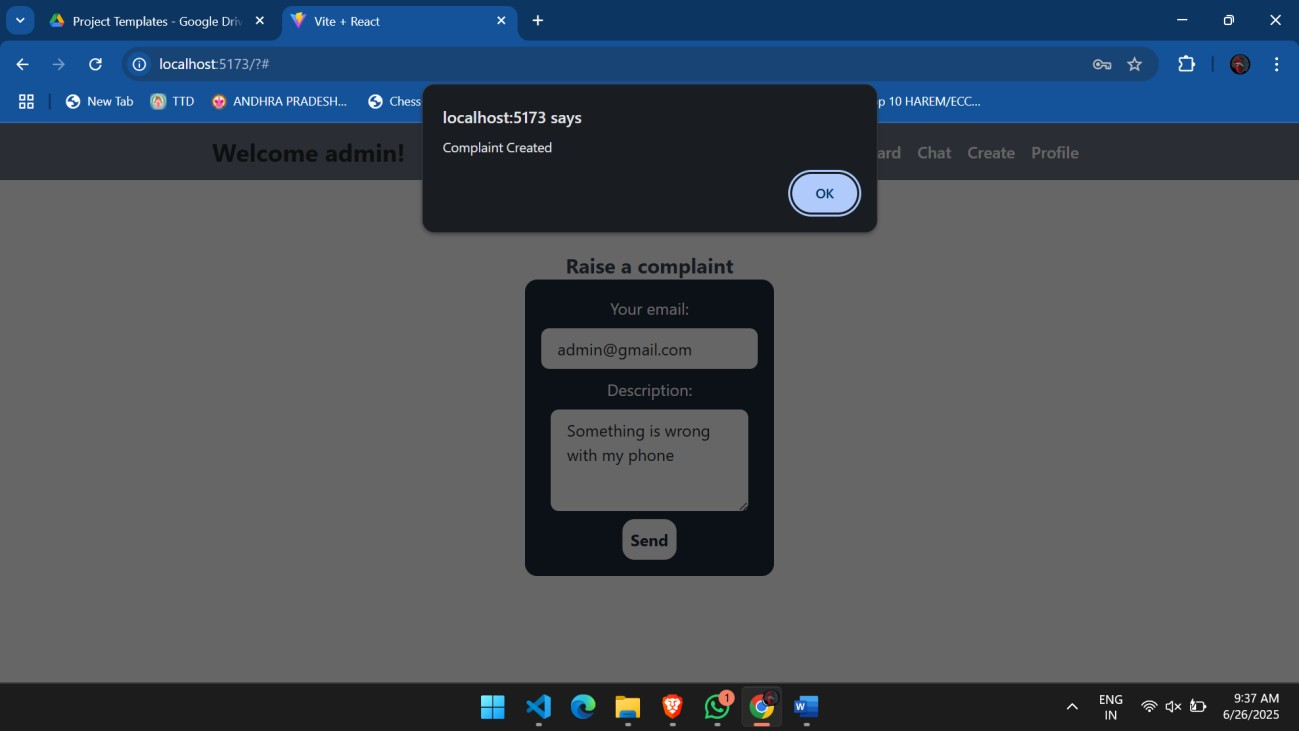 Project Templates - Google Driv
Vite + React
localhost:5173/?#
New Tab
TTD
ANDHRA PRADESH...
Chess
p 10 HAREM/ECC...
localhost:5173 says
Complaint Created
OK
Welcome admin!
ard
Chat
Create
Profile
Raise a complaint
Your email:
admin@gmail.com
Description:
Something is wrong
with my phone
Send
1
W
ENG
IN
9:37 AM
6/26/2025